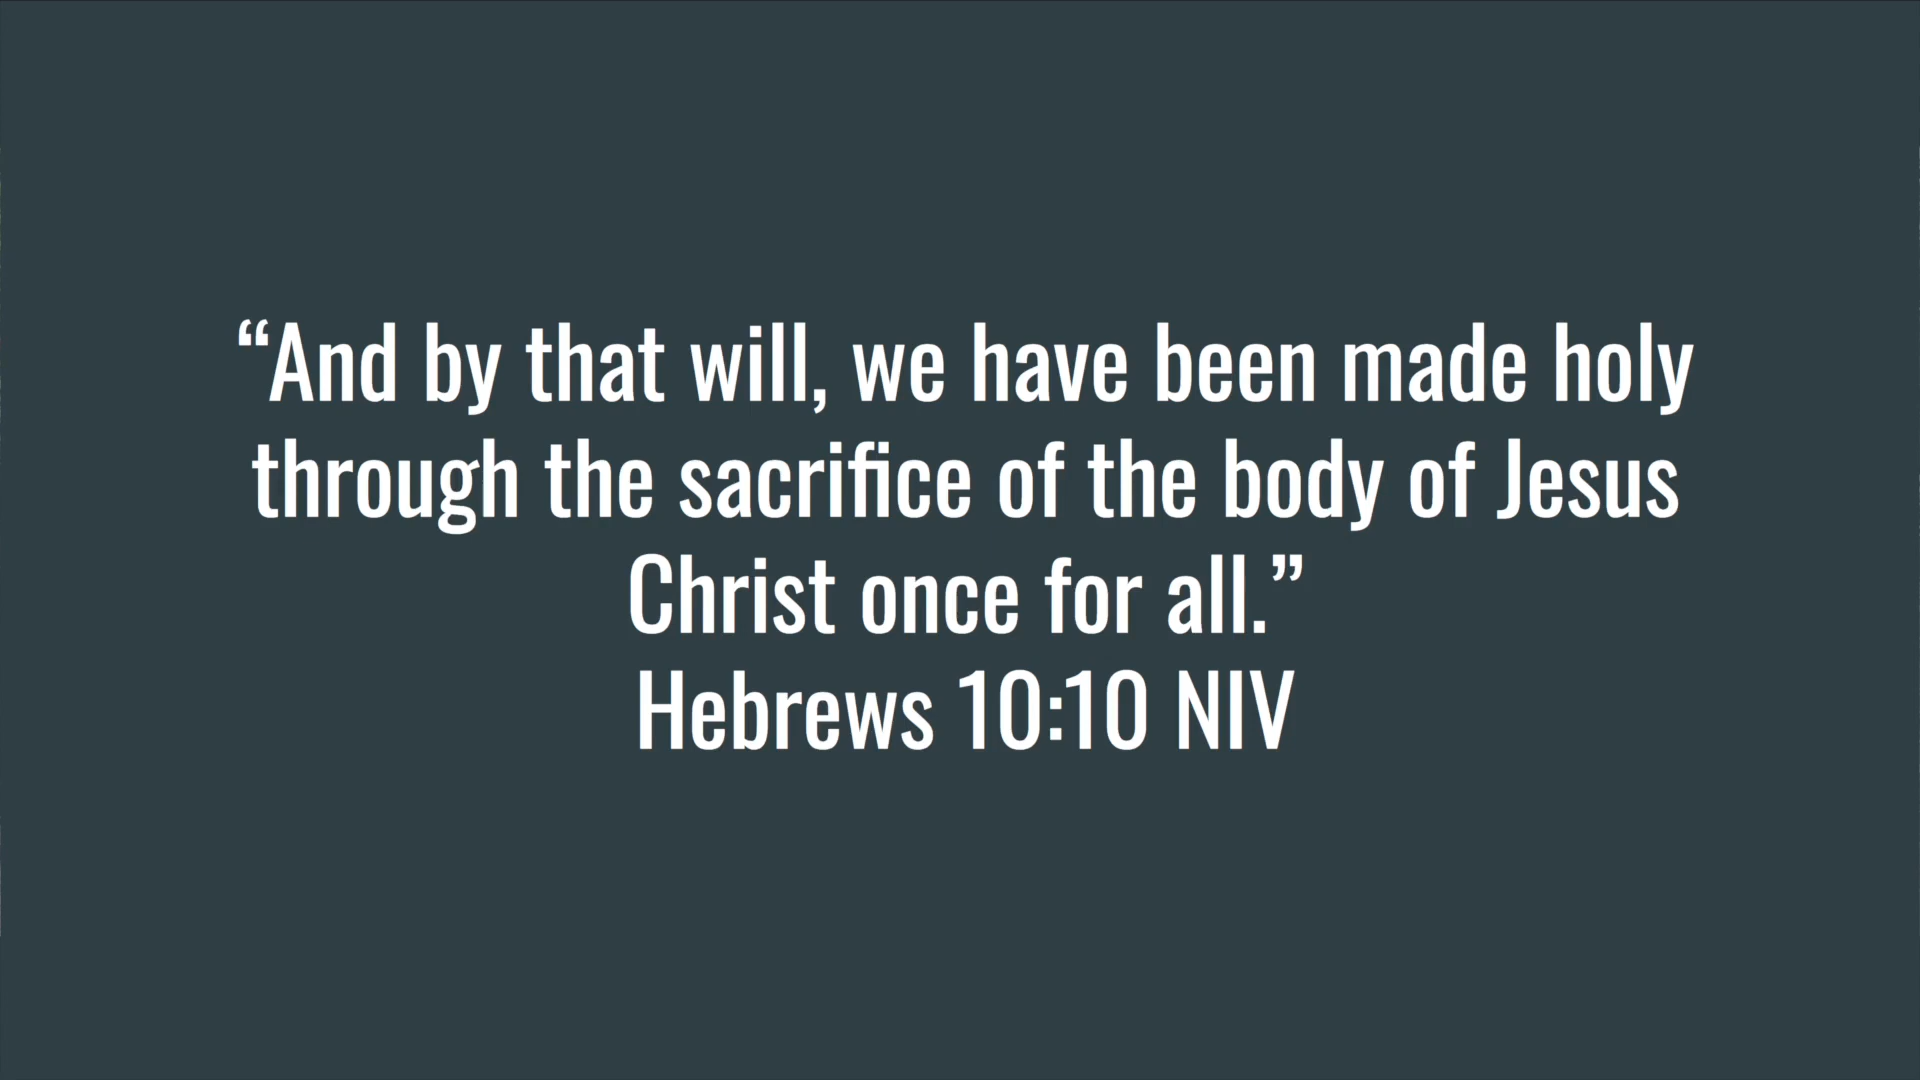 “And by that will, we have been made holy
through the sacrifice of the body of Jesus
Christ once for all.”
Hebrews 10:10 NIV